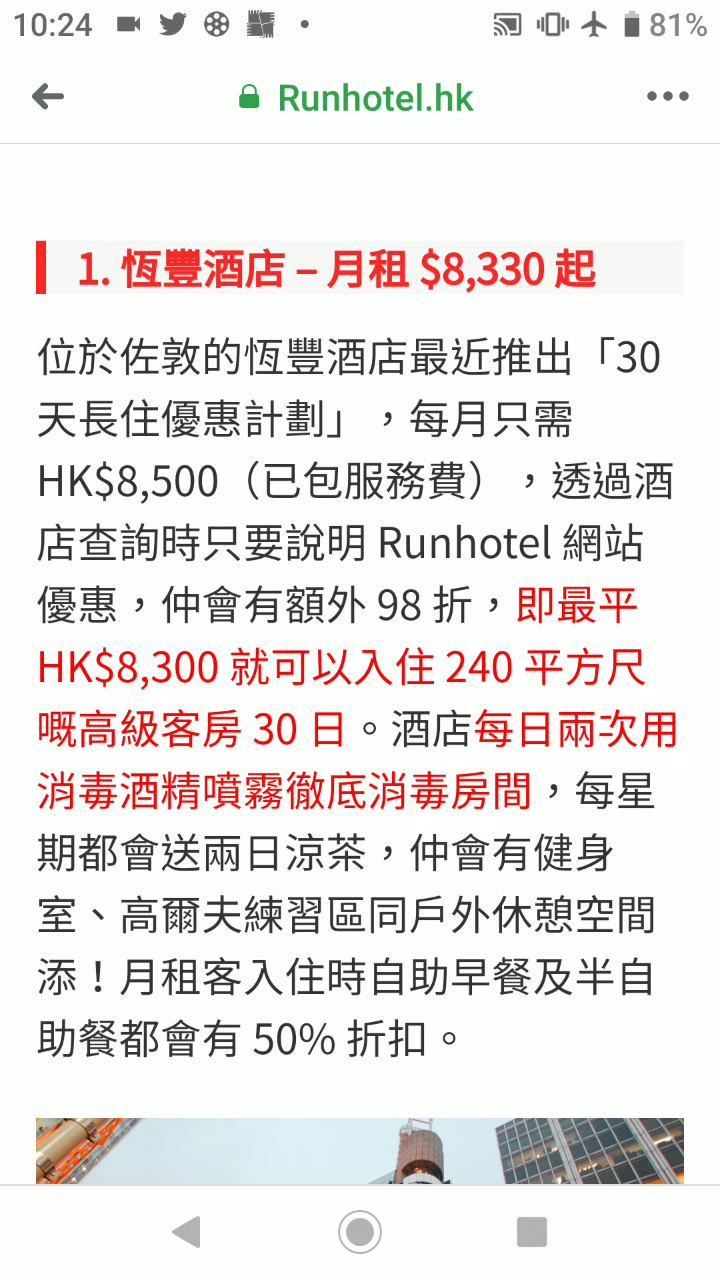 10:24
81%
Runhotel.hk
1. 恆豐酒店 – 月租 $8,330 起
位於佐敦的恆豐酒店最近推出「30
天長住優惠計劃」，每月只需
HK$8,500（已包服務費），透過酒
店查詢時只要說明 Runhotel 網站
優惠，仲會有額外 98 折，即最平
HK$8,300 就可以入住 240 平方尺
嘅高級客房 30 日。酒店每日兩次用
消毒酒精噴霧徹底消毒房間，每星
期都會送兩日涼茶，仲會有健身
室、高爾夫練習區同戶外休憩空間
添！月租客入住時自助早餐及半自
助餐都會有 50% 折扣。